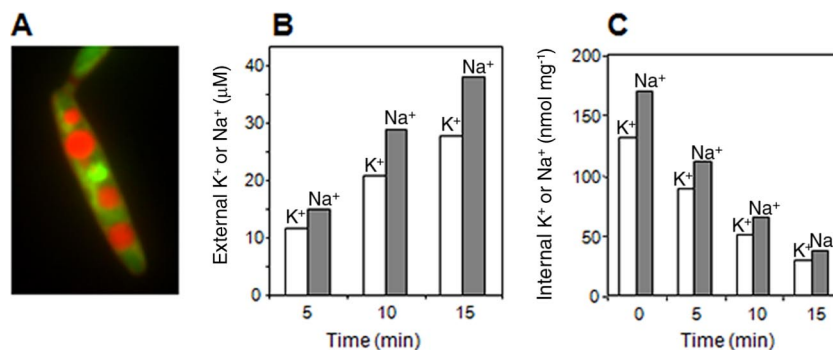 A
B
External K⁺ or Na⁺ (μM)
40
30
20
10
0
K⁺
Na⁺
K⁺
Na⁺
K⁺
Na⁺
5
10
15
Time (min)
C
Internal K⁺ or Na⁺ (nmol mg⁻¹)
200
150
100
50
0
K⁺
Na⁺
K⁺
Na⁺
K⁺
Na⁺
K⁺
Na
0
5
10
15
Time (min)